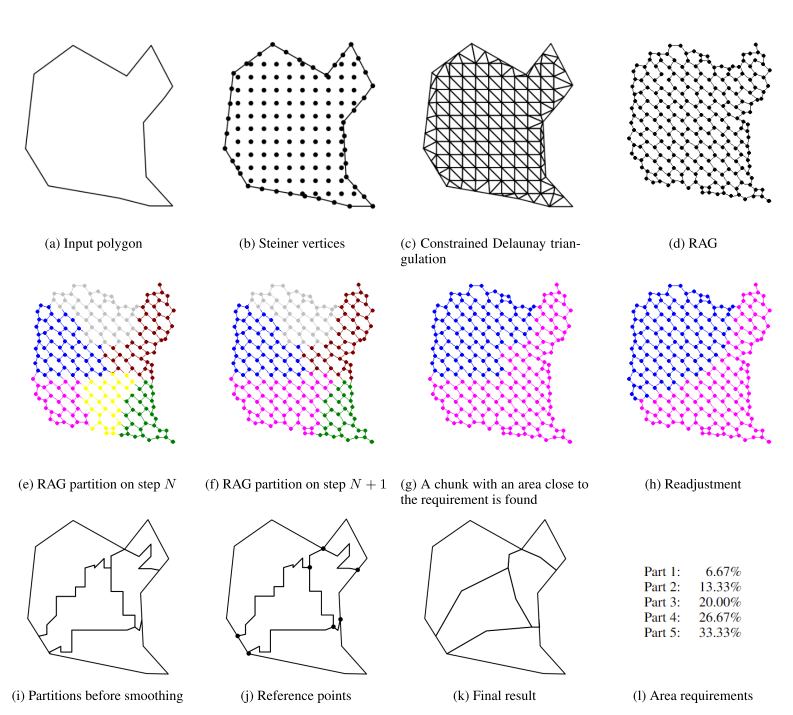 (a) Input polygon
(b) Steiner vertices
(c) Constrained Delaunay trian-
gulation
(d) RAG
(e) RAG partition on step N
(f) RAG partition on step N + 1
(g) A chunk with an area close to
the requirement is found
(h) Readjustment
Part 1: 6.67%
Part 2: 13.33%
Part 3: 20.00%
Part 4: 26.67%
Part 5: 33.33%
(i) Partitions before smoothing
(j) Reference points
(k) Final result
(l) Area requirements